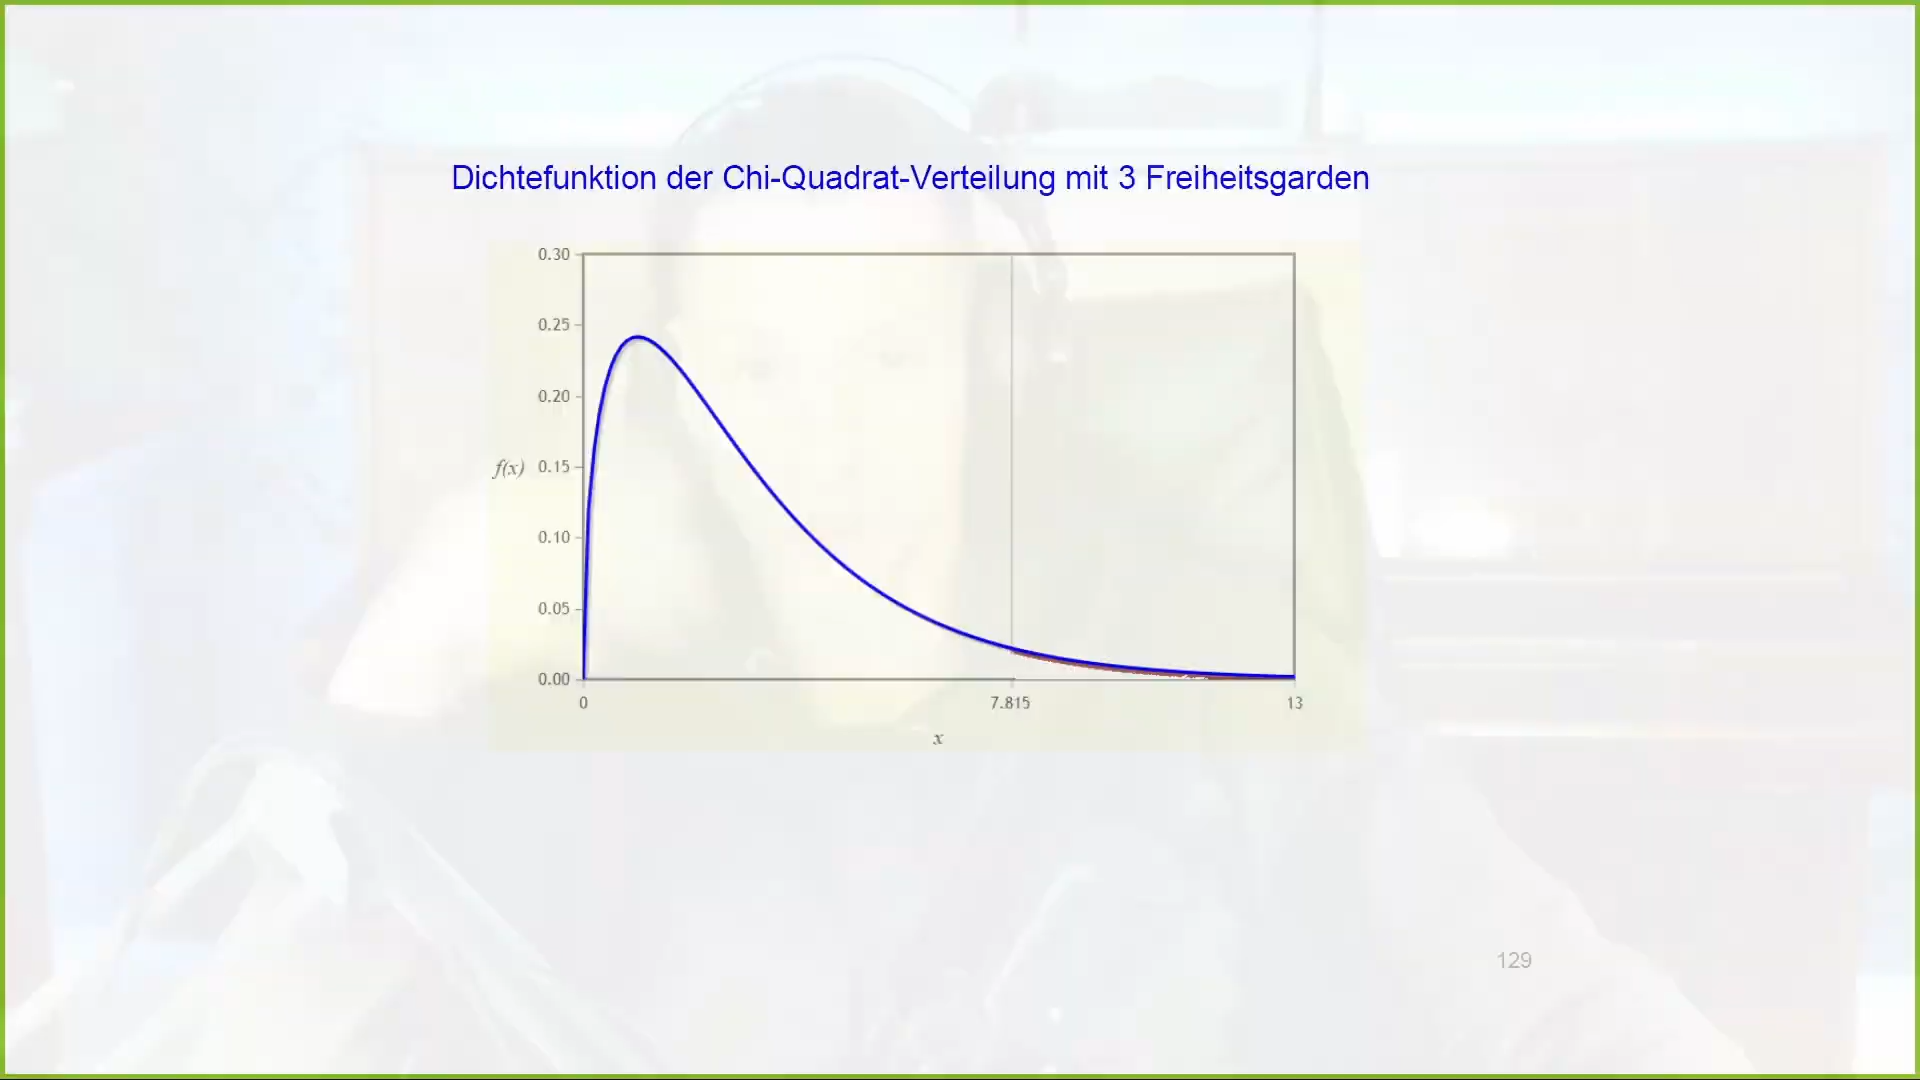 Dichtefunktion der Chi-Quadrat-Verteilung mit 3 Freiheitsgarden
0.30
0.25
0.20
f(x) 0.15
0.10
0.05
0.00
0 7.815 13
x
129